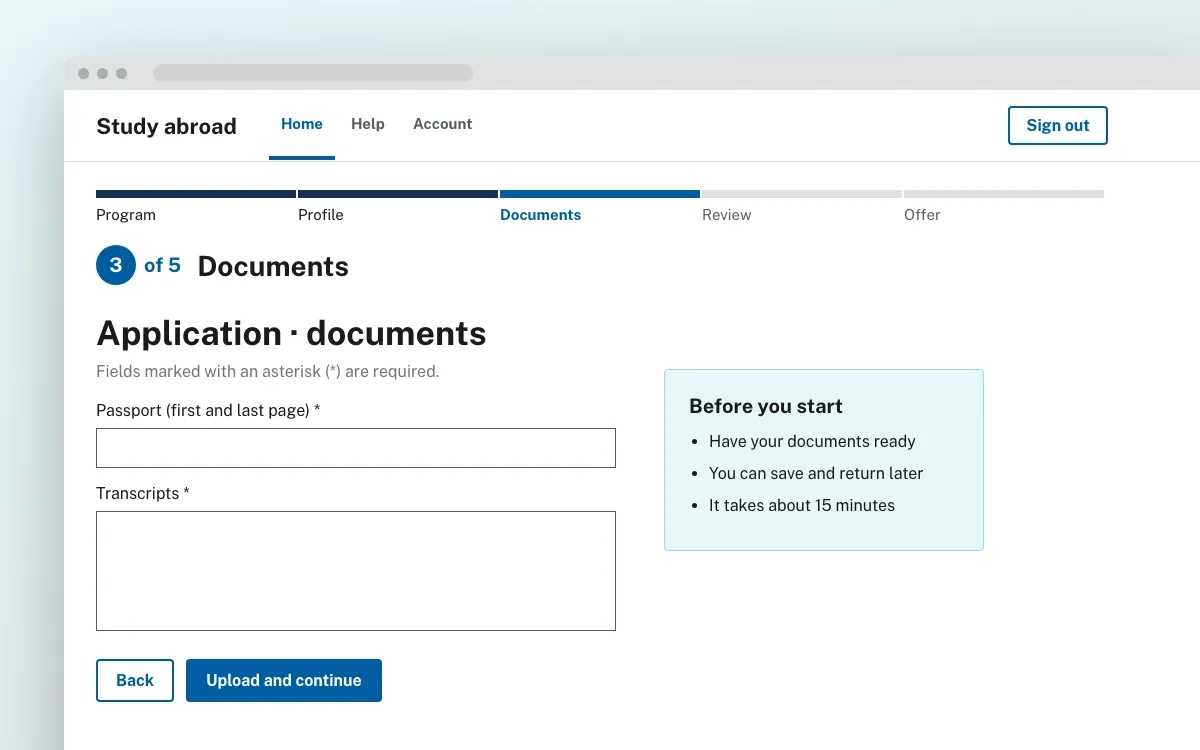 Study abroad
Home
Help
Account
Sign out
Program
Profile
Documents
Review
Offer
3 of 5 Documents
Application · documents
Fields marked with an asterisk (*) are required.
Passport (first and last page) *
Transcripts *
Back
Upload and continue
Before you start
• Have your documents ready
• You can save and return later
• It takes about 15 minutes